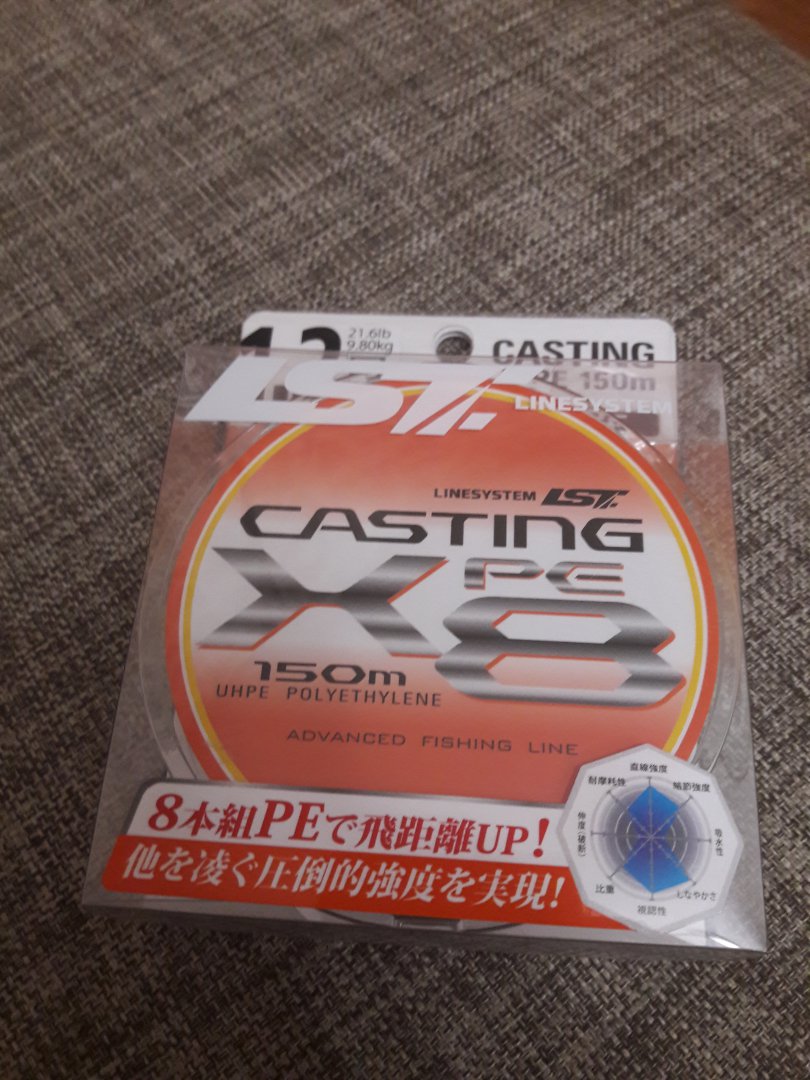 21.6lb
9.80kg
CASTING
PE 150m
LST.
LINESYSTEM
LINESYSTEM LST.
CASTING
PE
X8
150m
UHPE POLYETHYLENE
ADVANCED FISHING LINE
8本組PEで飛距離UP!
他を凌ぐ圧倒的強度を実現!
直線強度
耐摩耗性
結節強度
伸度(破断)
吸水性
比重
しなやかさ
視認性